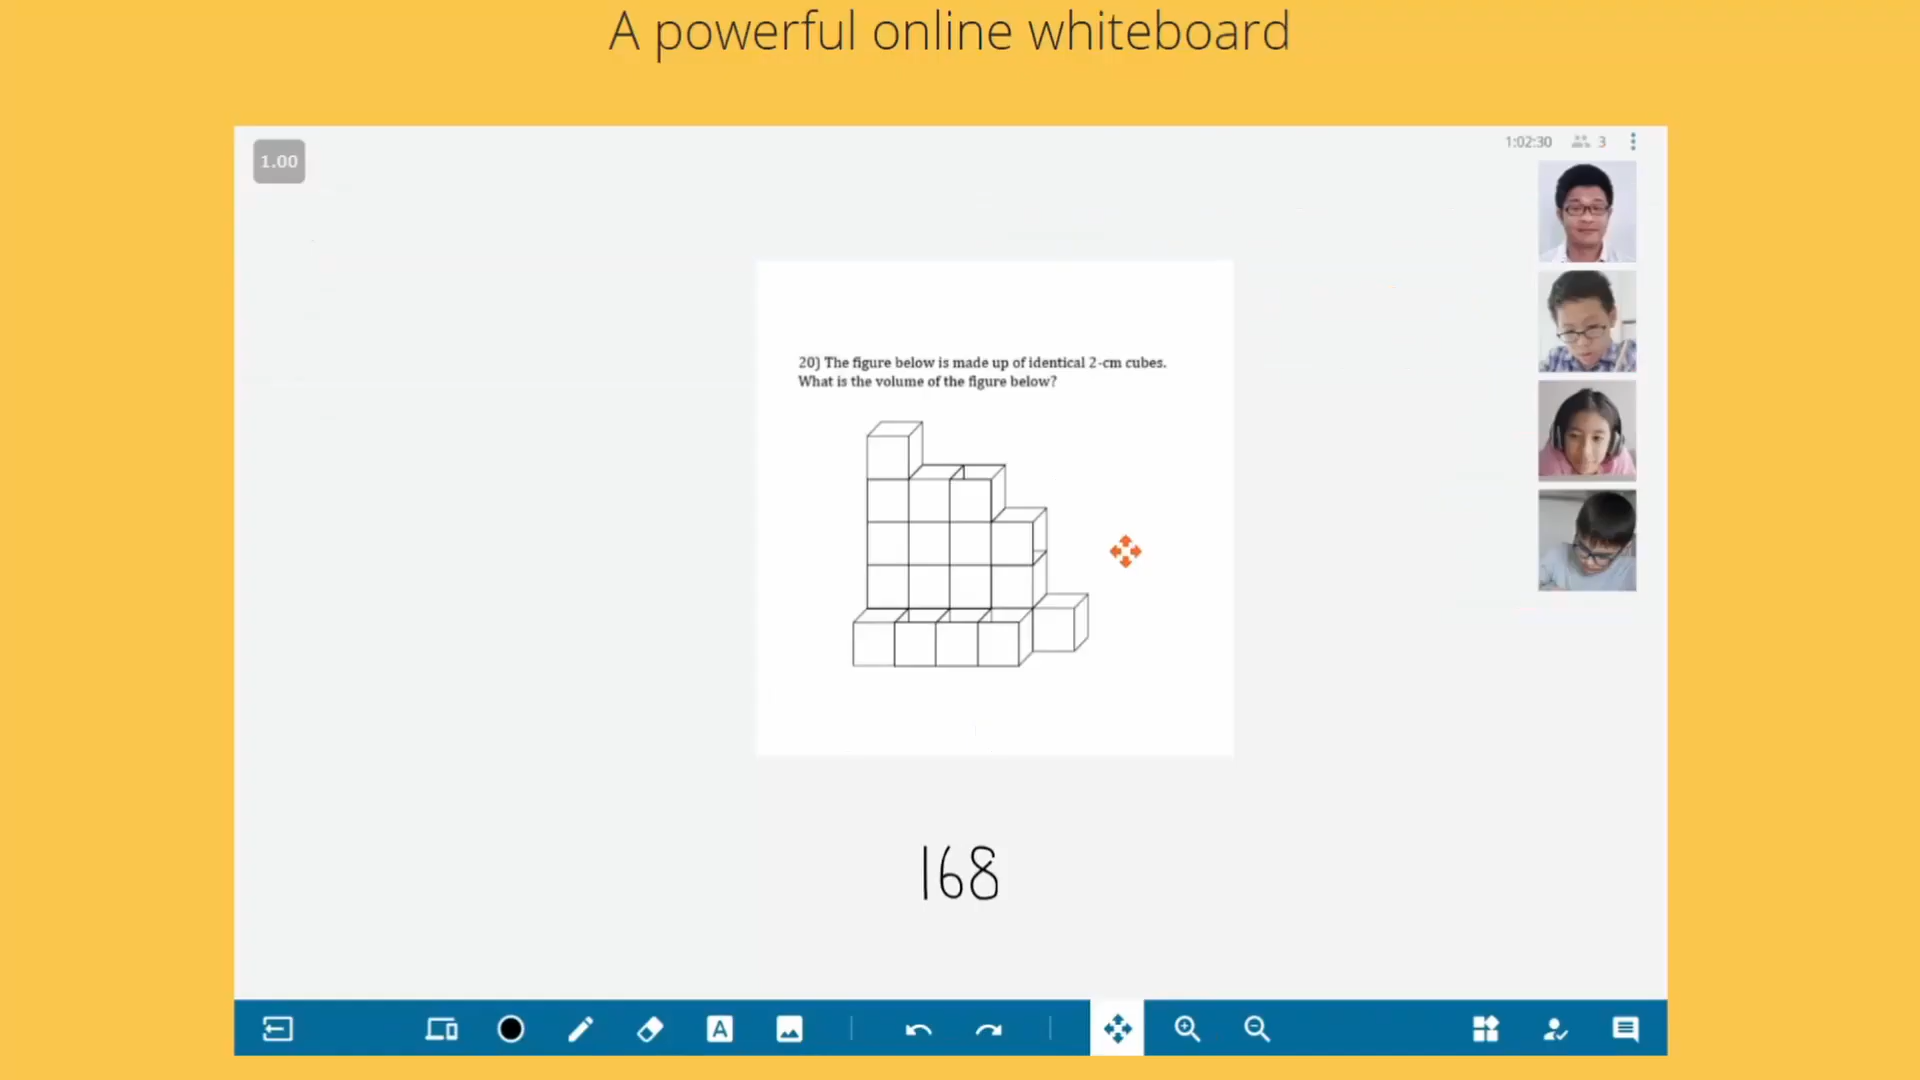 A powerful online whiteboard
1.00
1:02:30 3
20) The figure below is made up of identical 2-cm cubes.
What is the volume of the figure below?
168
A